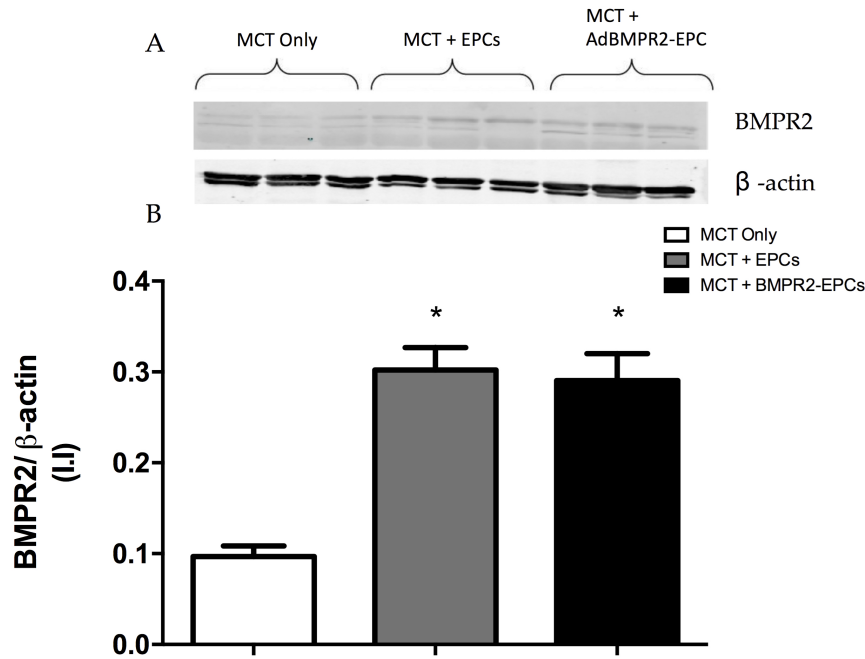 A
MCT Only
MCT + EPCs
MCT +
AdBMPR2-EPC
BMPR2
β -actin
B
MCT Only
MCT + EPCs
MCT + BMPR2-EPCs
BMPR2/ β-actin
(I.I)
0.4
0.3
0.2
0.1
0.0
*
*